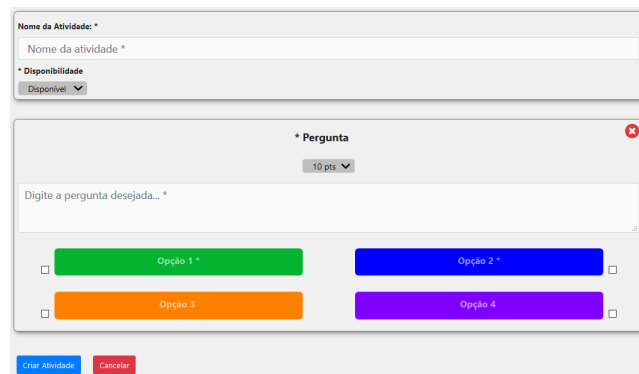 Nome da Atividade: *
Nome da atividade *
* Disponibilidade
Disponível
* Pergunta
10 pts
Digite a pergunta desejada... *
Opção 1 *
Opção 2 *
Opção 3
Opção 4
Criar Atividade
Cancelar